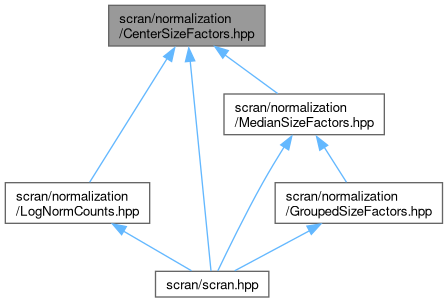 scran/normalization
/CenterSizeFactors.hpp
scran/normalization
/MedianSizeFactors.hpp
scran/normalization
/LogNormCounts.hpp
scran/normalization
/GroupedSizeFactors.hpp
scran/scran.hpp